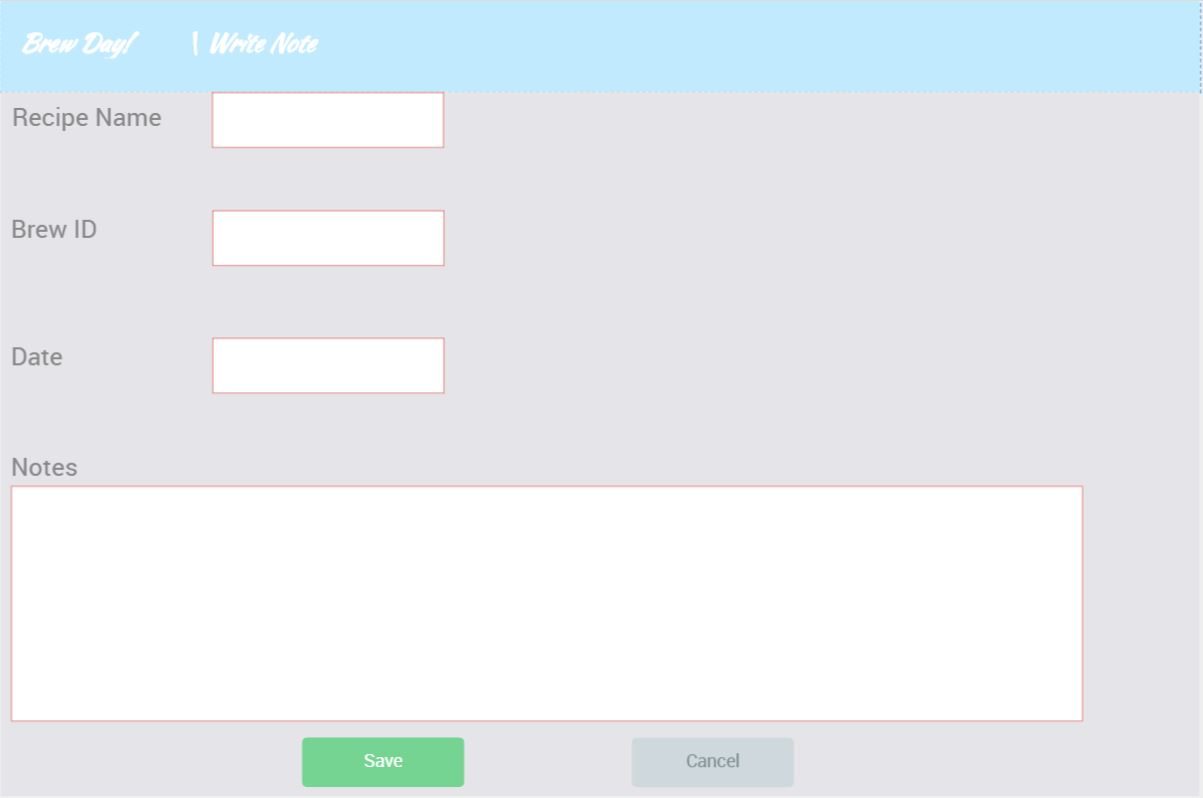 Brew Day! | Write Note
Recipe Name
Brew ID
Date
Notes
Save Cancel